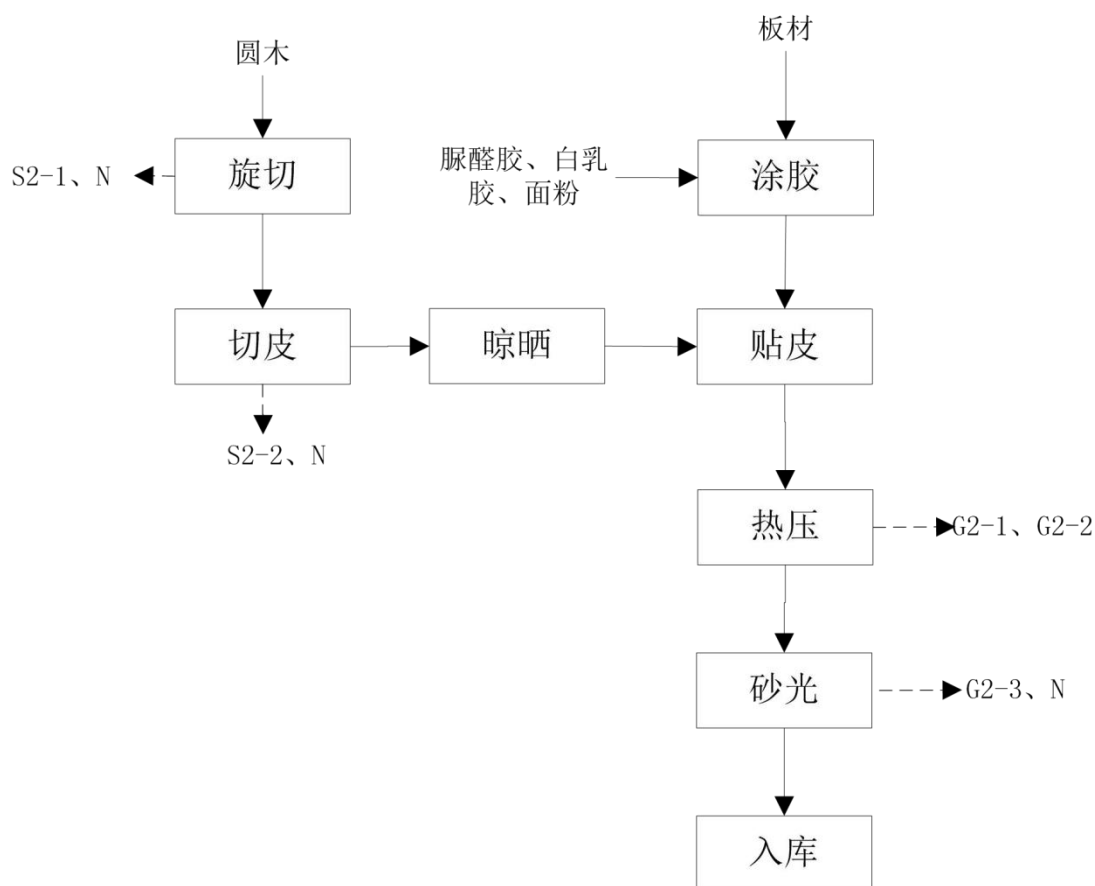 板材
圆木
旋切
S2-1、N
脲醛胶、白乳
胶、面粉
涂胶
切皮
晾晒
贴皮
S2-2、N
热压
G2-1、G2-2
砂光
G2-3、N
入库